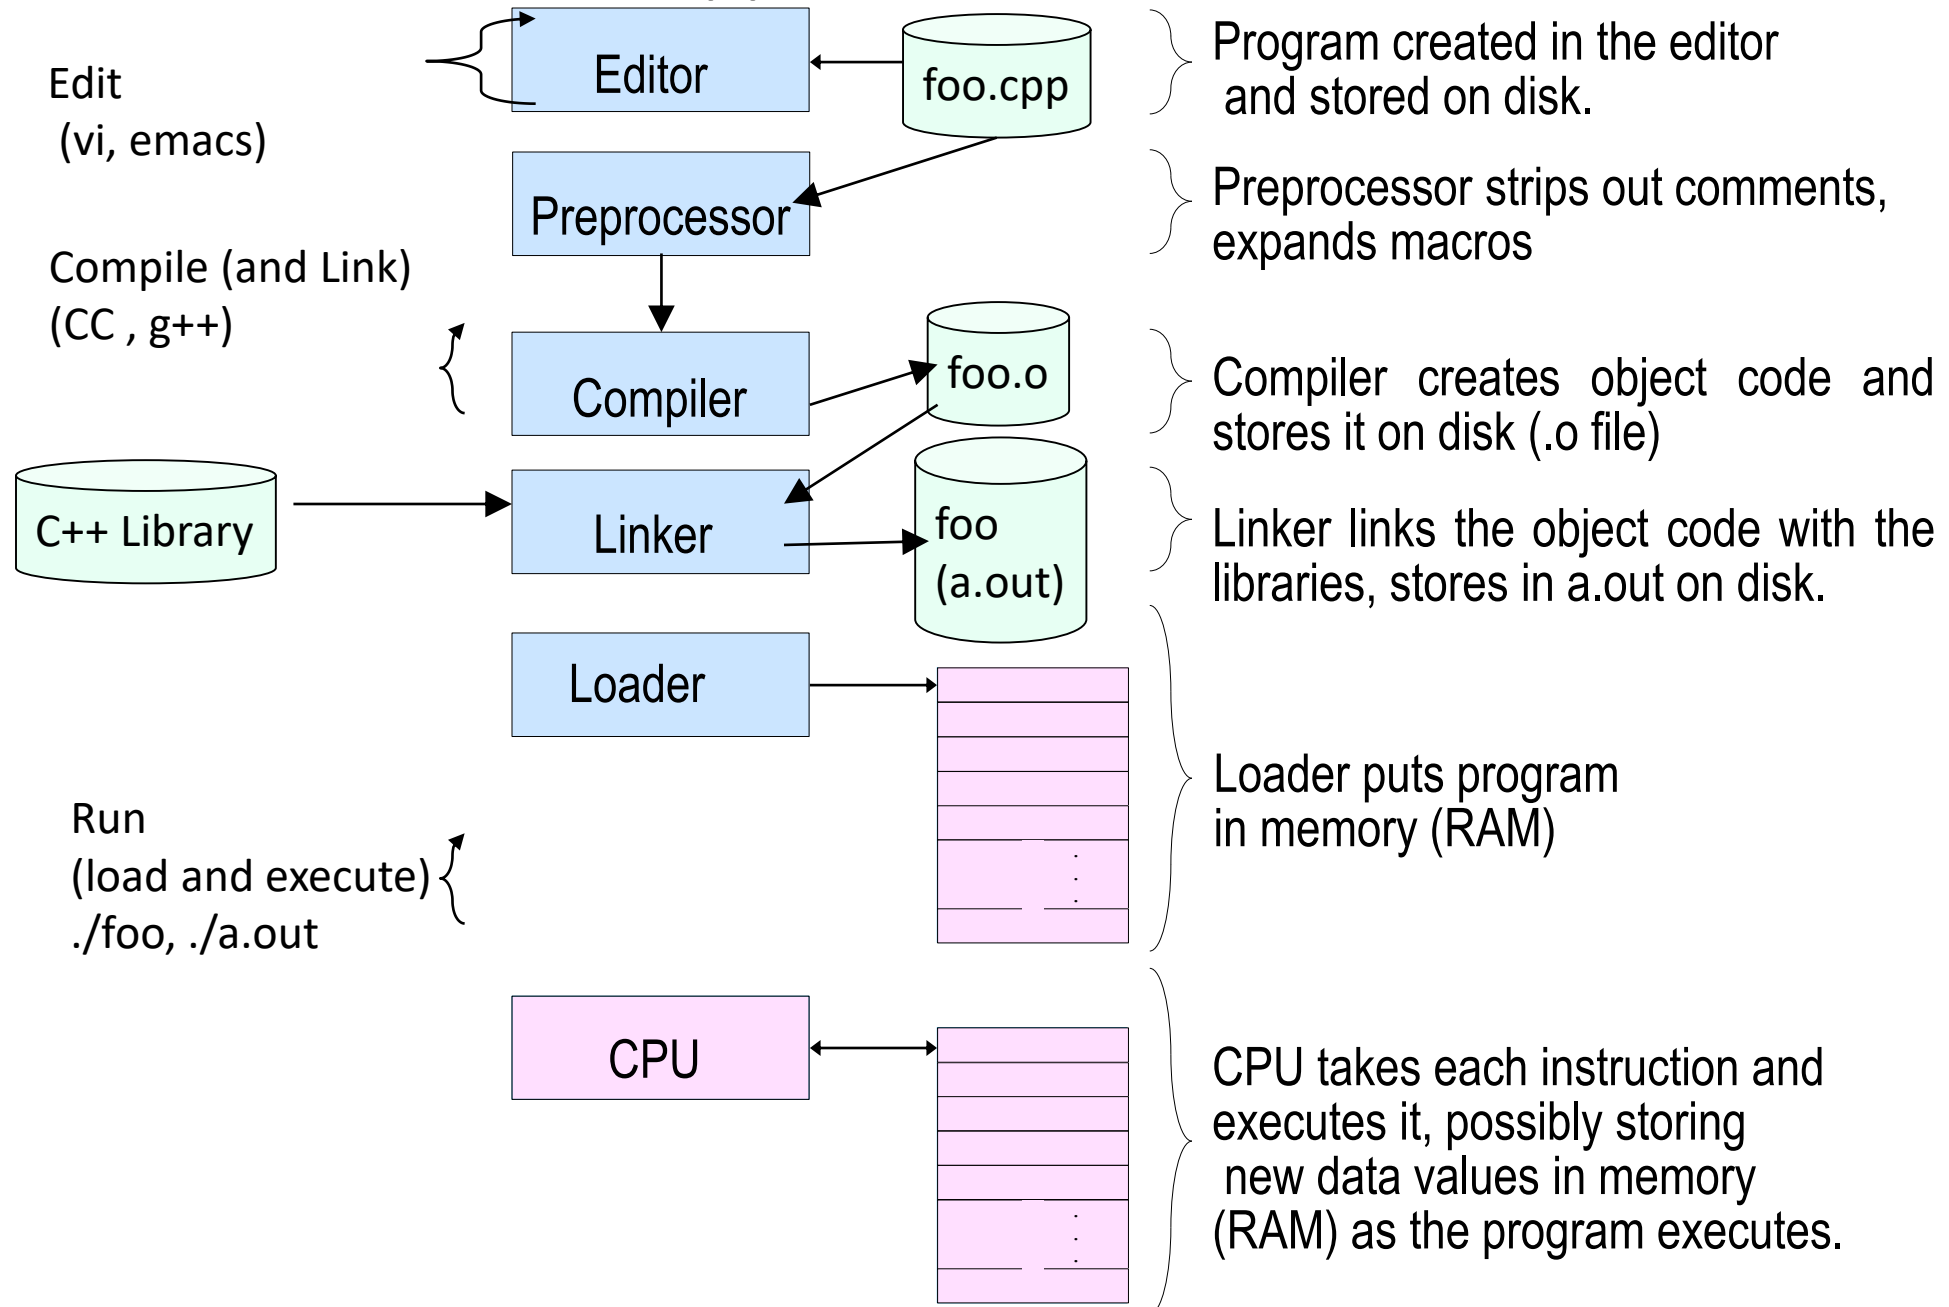 Edit
(vi, emacs)
Editor
foo.cpp
Program created in the editor
and stored on disk.
Preprocessor
Preprocessor strips out comments,
expands macros
Compile (and Link)
(CC , g++)
Compiler
foo.o
Compiler creates object code and
stores it on disk (.o file)
C++ Library
Linker
foo
(a.out)
Linker links the object code with the
libraries, stores in a.out on disk.
Loader
Loader puts program
in memory (RAM)
Run
(load and execute)
./foo, ./a.out
CPU
CPU takes each instruction and
executes it, possibly storing
new data values in memory
(RAM) as the program executes.